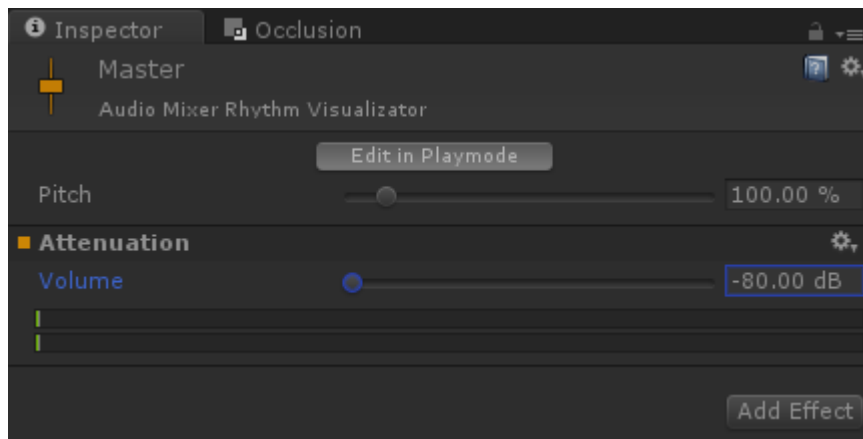 Inspector Occlusion
Master
Audio Mixer Rhythm Visualizator
Edit in Playmode
Pitch 100.00 %
Attenuation
Volume -80.00 dB
Add Effect